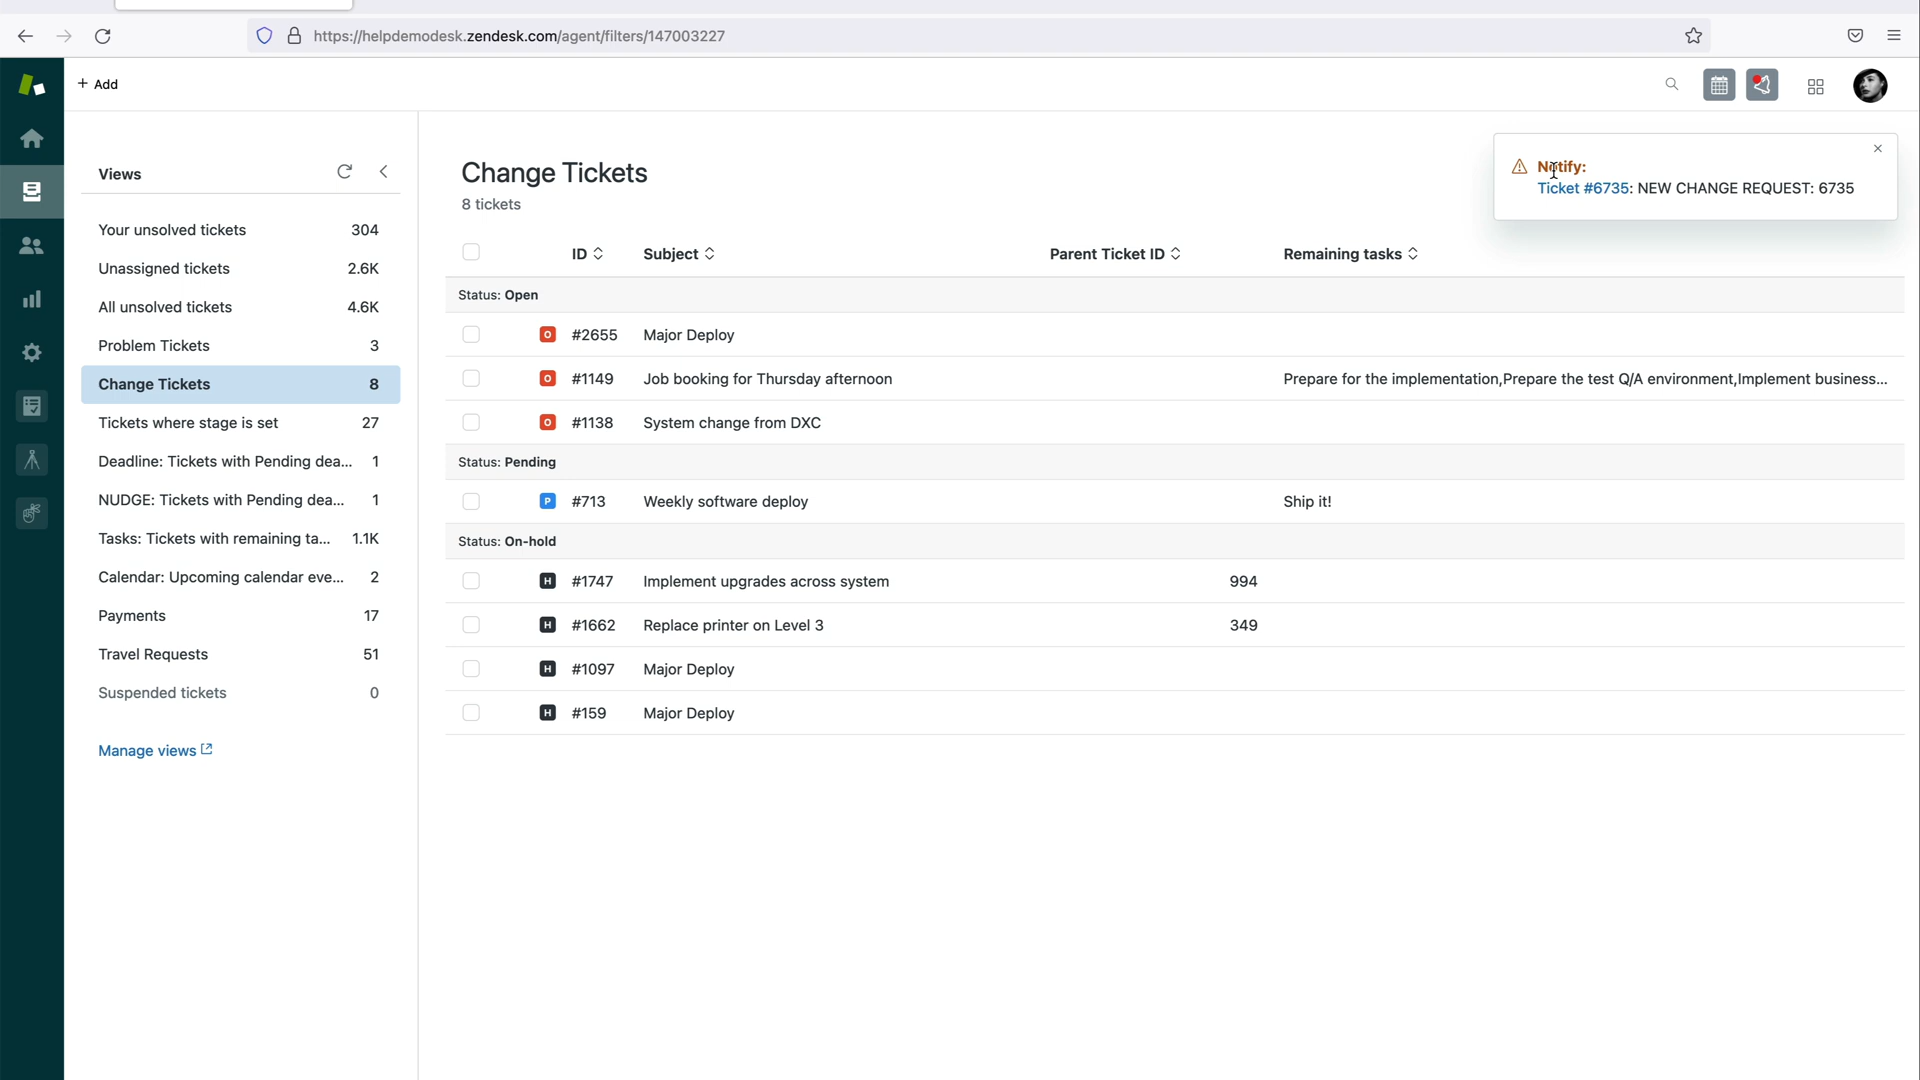 https://helpdemodesk.zendesk.com/agent/filters/147003227
+ Add
Views
Your unsolved tickets 304
Unassigned tickets 2.6K
All unsolved tickets 4.6K
Problem Tickets 3
Change Tickets 8
Tickets where stage is set 27
Deadline: Tickets with Pending dea... 1
NUDGE: Tickets with Pending dea... 1
Tasks: Tickets with remaining ta... 1.1K
Calendar: Upcoming calendar eve... 2
Payments 17
Travel Requests 51
Suspended tickets 0
Manage views
Change Tickets
8 tickets
Notify:
Ticket #6735: NEW CHANGE REQUEST: 6735
ID Subject Parent Ticket ID Remaining tasks
Status: Open
O #2655 Major Deploy
O #1149 Job booking for Thursday afternoon Prepare for the implementation,Prepare the test Q/A environment,Implement business...
O #1138 System change from DXC
Status: Pending
P #713 Weekly software deploy Ship it!
Status: On-hold
H #1747 Implement upgrades across system 994
H #1662 Replace printer on Level 3 349
H #1097 Major Deploy
H #159 Major Deploy